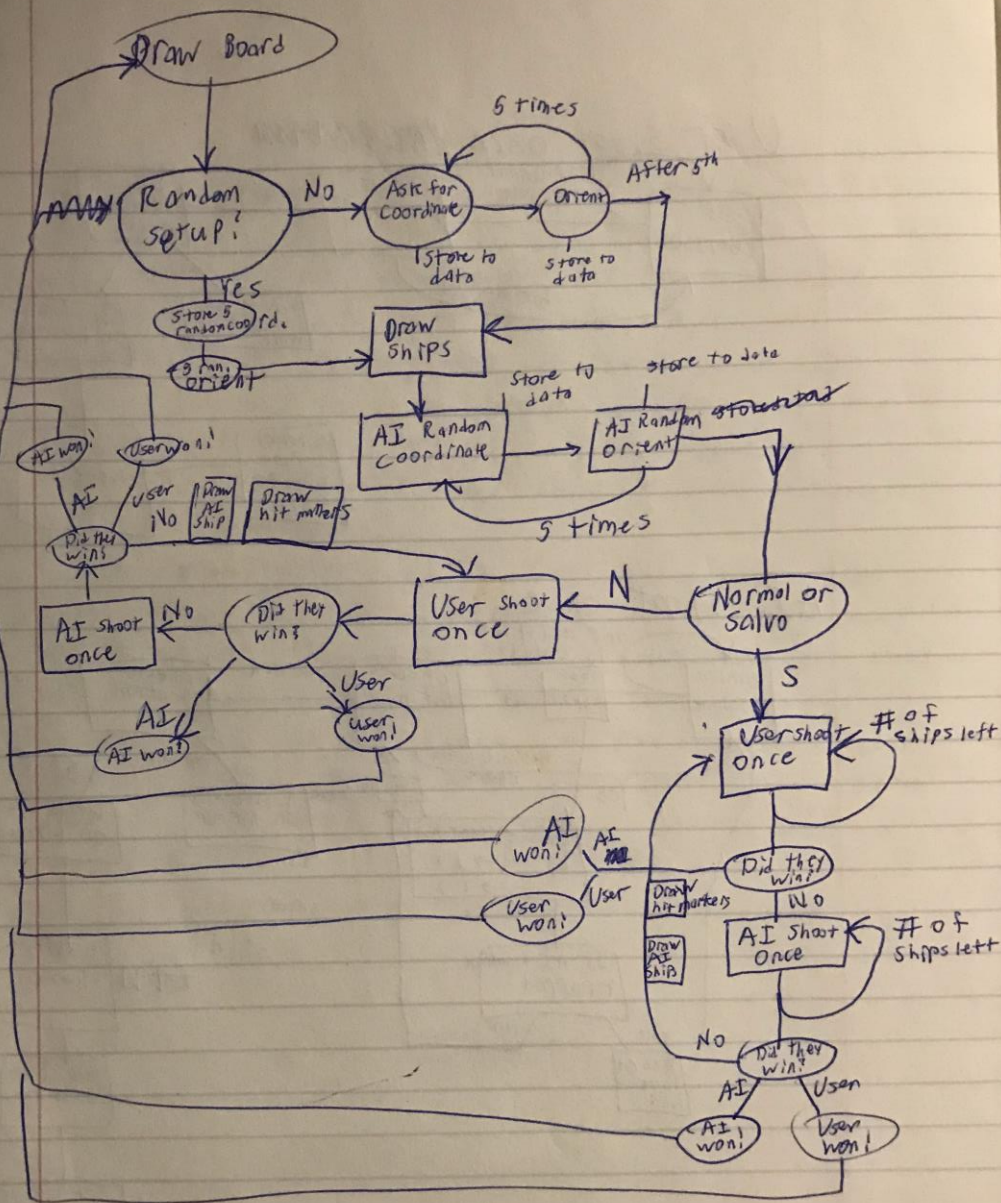 Draw Board
5 times
Random
setup?
No
Ask for
coordinate
Orient
After 5th
store to
data
store to
data
Yes
Store 5
random coord.
5 ran.
orient
Draw
Ships
store to
data
store to data
AI Random
coordinate
AI Random
orient
5 times
AI won!
User won!
AI
User
No
Draw
AI
Ship
Draw
hit markers
Did they
win?
AI shoot
once
No
Did they
win?
User shoot
once
N
Normal or
Salvo
S
AI
User
AI won!
User
won!
User shoot
once
# of
ships left
AI
won!
AI
User
User
won!
Did they
win?
No
Draw
hit markers
Draw
AI
Ship
AI shoot
once
# of
ships left
No
Did they
win?
AI
User
AI
won!
User
won!